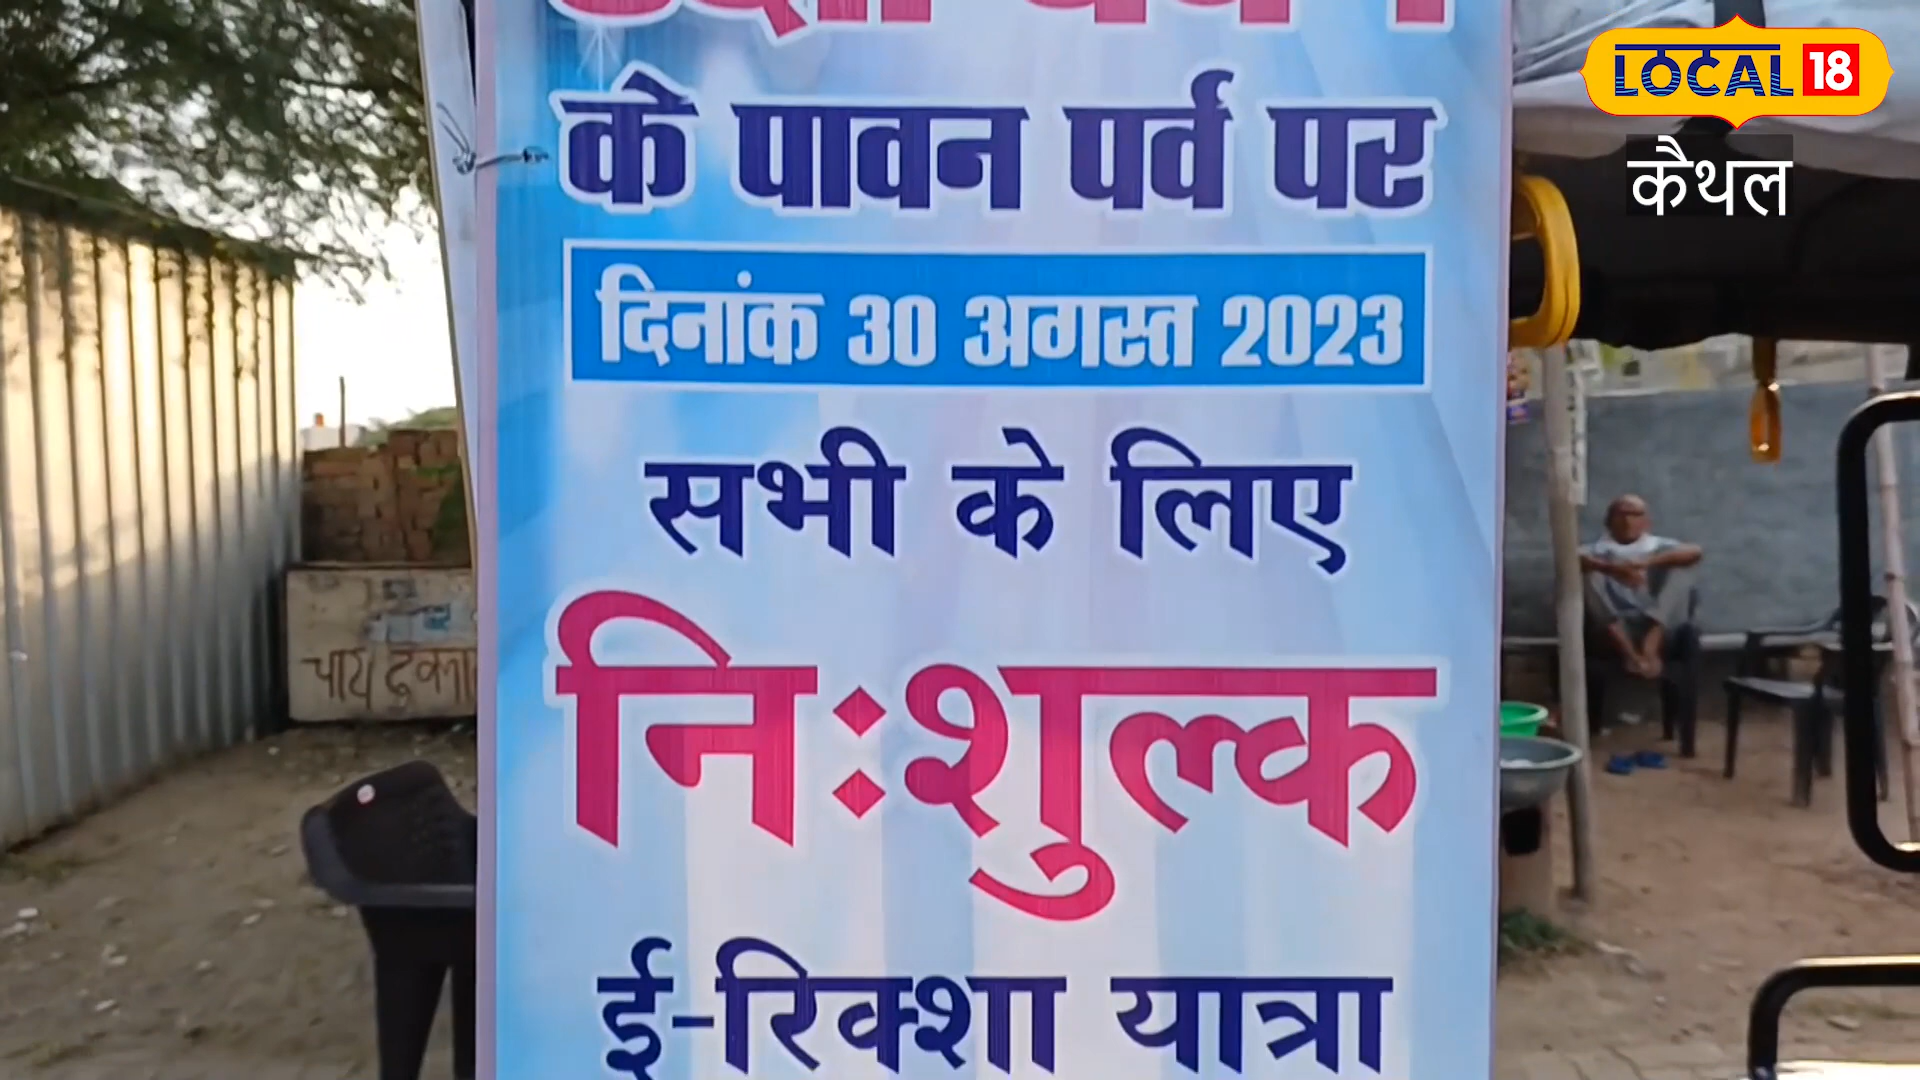 के पावन पर्व पर
दिनांक 30 अगस्त 2023
सभी के लिए
निःशुल्क
ई-रिक्शा यात्रा
LOCAL 18
कैथल
चाय